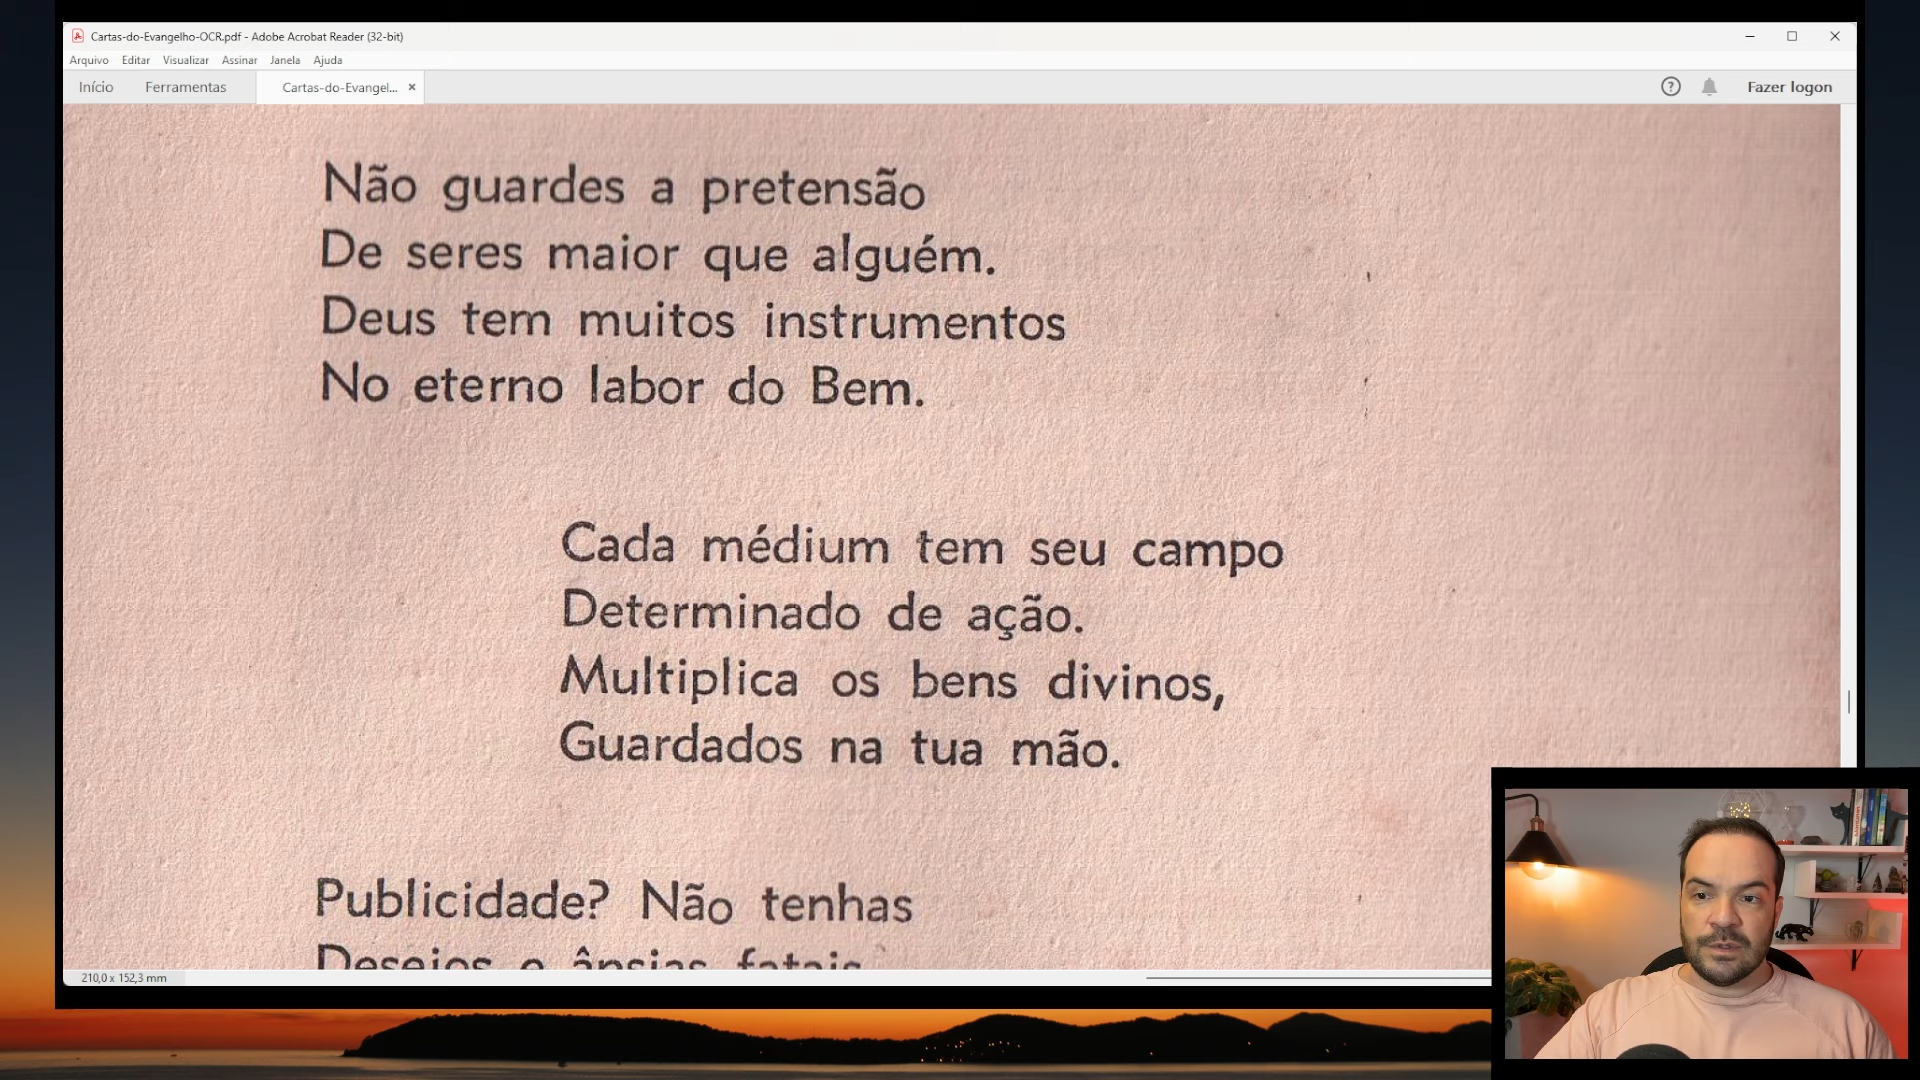 Cartas-do-Evangelho-OCR.pdf - Adobe Acrobat Reader (32-bit)
Arquivo Editar Visualizar Assinar Janela Ajuda
Início Ferramentas Cartas-do-Evangel... Fazer logon
Não guardes a pretensão
De seres maior que alguém.
Deus tem muitos instrumentos
No eterno labor do Bem.
Cada médium tem seu campo
Determinado de ação.
Multiplica os bens divinos,
Guardados na tua mão.
Publicidade? Não tenhas
Desejos e ânsias fatais
210,0 x 152,3 mm